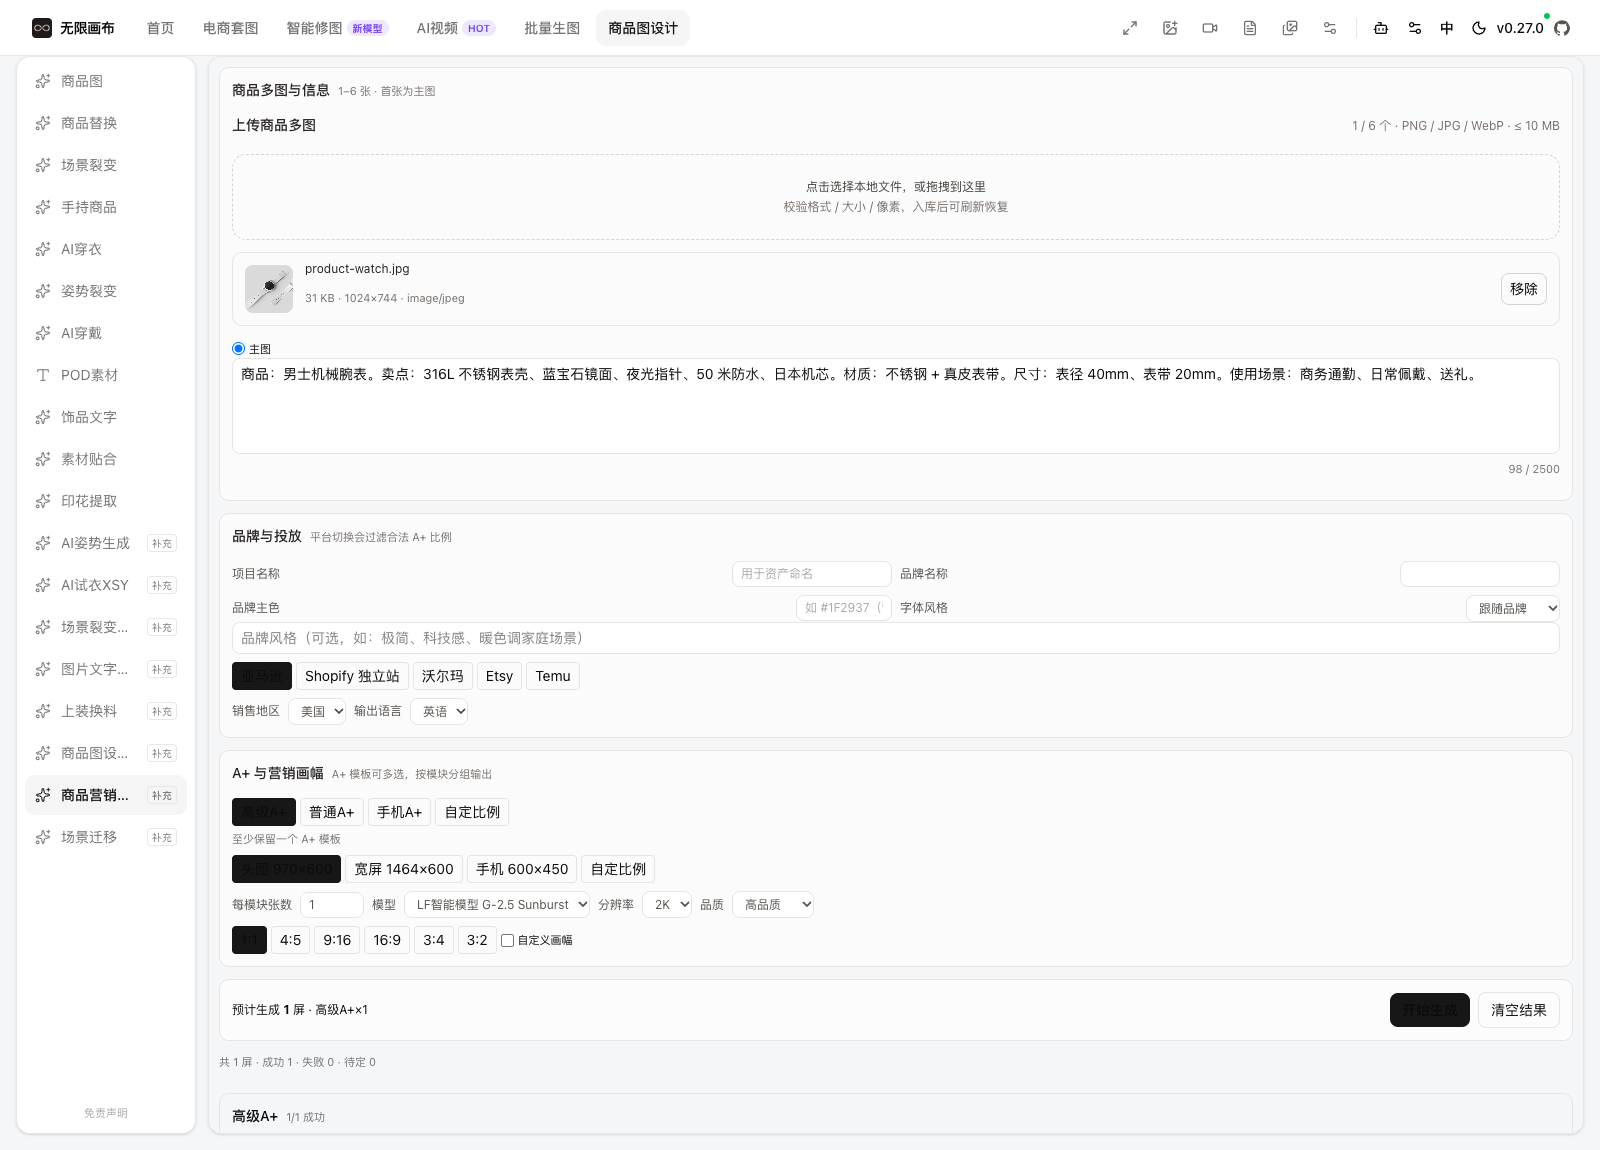 无限画布 首页 电商套图 智能修图 新模型 AI视频 HOT 批量生图 商品图设计 中 v0.27.0
商品图
商品替换
场景裂变
手持商品
AI穿衣
姿势裂变
AI穿戴
POD素材
饰品文字
素材贴合
印花提取
AI姿势生成 补充
AI试衣XSY 补充
场景裂变... 补充
图片文字... 补充
上装换料 补充
商品图设... 补充
商品营销... 补充
场景迁移 补充
免责声明
商品多图与信息 1–6 张 · 首张为主图
上传商品多图 1 / 6 个 · PNG / JPG / WebP · ≤ 10 MB
点击选择本地文件，或拖拽到这里
校验格式 / 大小 / 像素，入库后可刷新恢复
product-watch.jpg
31 KB · 1024×744 · image/jpeg
移除
主图
商品：男士机械腕表。卖点：316L 不锈钢表壳、蓝宝石镜面、夜光指针、50 米防水、日本机芯。材质：不锈钢 + 真皮表带。尺寸：表径 40mm、表带 20mm。使用场景：商务通勤、日常佩戴、送礼。
98 / 2500
品牌与投放 平台切换会过滤合法 A+ 比例
项目名称 用于资产命名 品牌名称
品牌主色 如 #1F2937（ 字体风格 跟随品牌
品牌风格（可选，如：极简、科技感、暖色调家庭场景）
亚马逊 Shopify 独立站 沃尔玛 Etsy Temu
销售地区 美国 输出语言 英语
A+ 与营销画幅 A+ 模板可多选，按模块分组输出
高级A+ 普通A+ 手机A+ 自定比例
至少保留一个 A+ 模板
头图 970×600 宽屏 1464×600 手机 600×450 自定比例
每模块张数 1 模型 LF智能模型 G-2.5 Sunburst 分辨率 2K 品质 高品质
1:1 4:5 9:16 16:9 3:4 3:2 自定义画幅
预计生成 1 屏 · 高级A+×1 开始生成 清空结果
共 1 屏 · 成功 1 · 失败 0 · 待定 0
高级A+ 1/1 成功